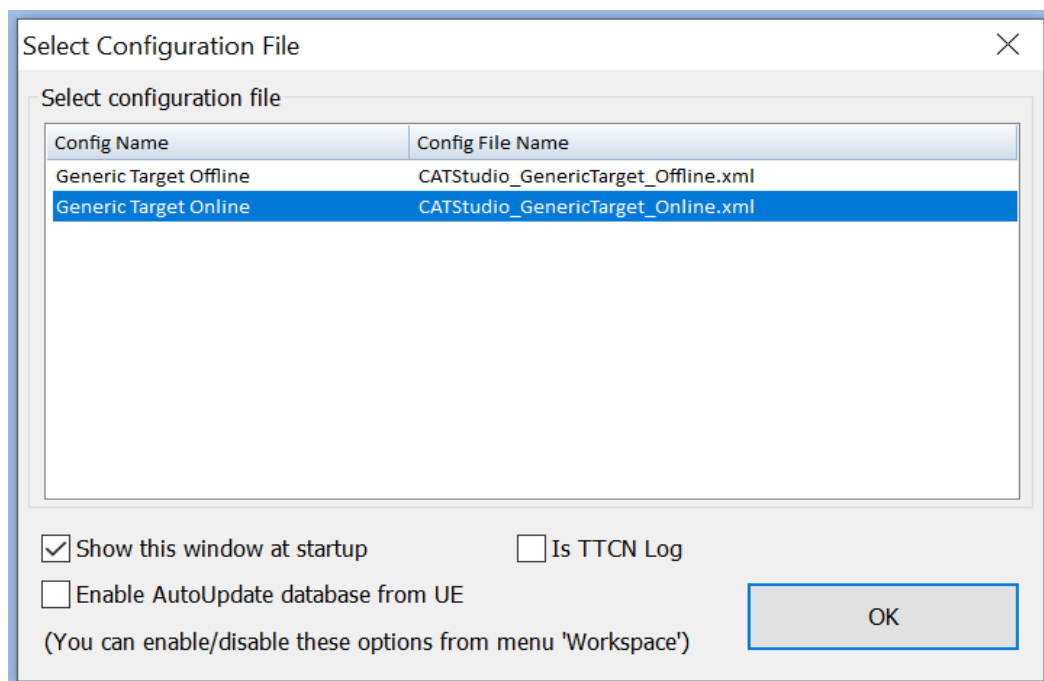 Select Configuration File
Select configuration file
Config Name Config File Name
Generic Target Offline CATStudio_GenericTarget_Offline.xml
Generic Target Online CATStudio_GenericTarget_Online.xml
Show this window at startup Is TTCN Log
Enable AutoUpdate database from UE
OK
(You can enable/disable these options from menu 'Workspace')